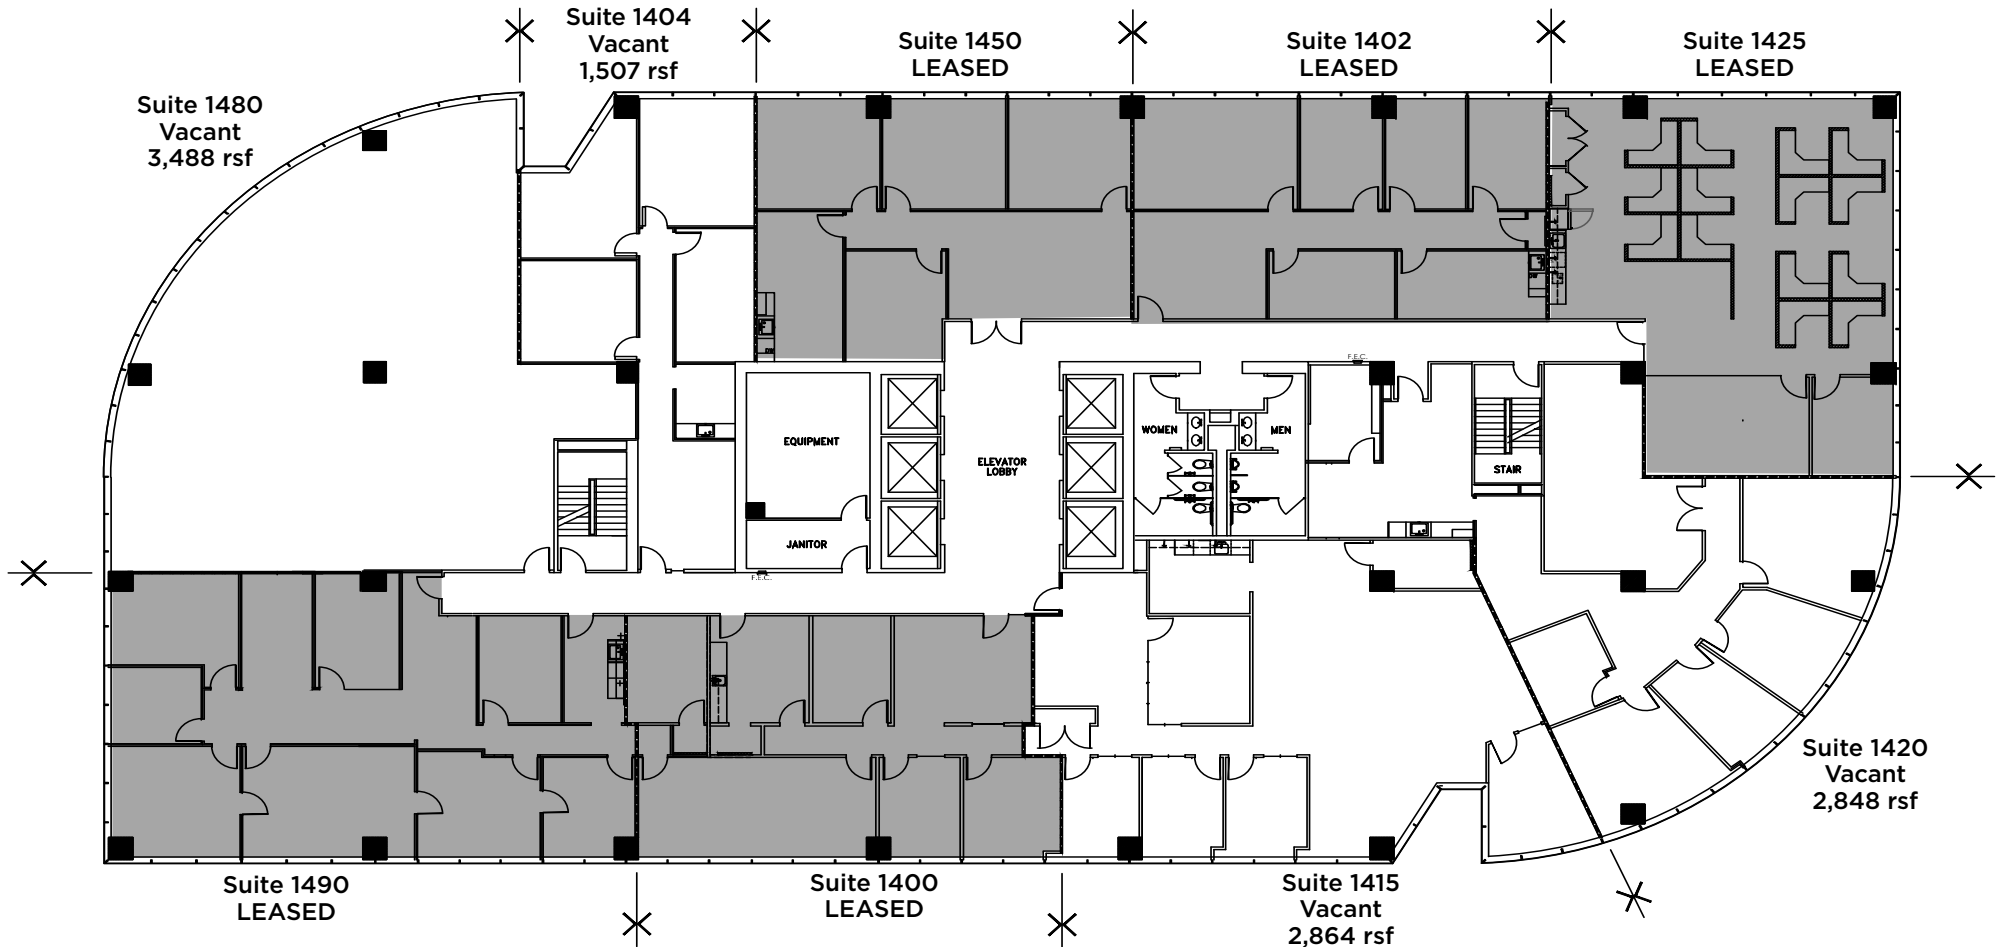 Suite 1404
Vacant
1,507 rsf
Suite 1450
LEASED
Suite 1402
LEASED
Suite 1425
LEASED
Suite 1480
Vacant
3,488 rsf
DW
DW
F.E.C.
EQUIPMENT
ELEVATOR
LOBBY
WOMEN
MEN
STAIR
JANITOR
F.E.C.
Suite 1420
Vacant
2,848 rsf
Suite 1490
LEASED
Suite 1400
LEASED
Suite 1415
Vacant
2,864 rsf